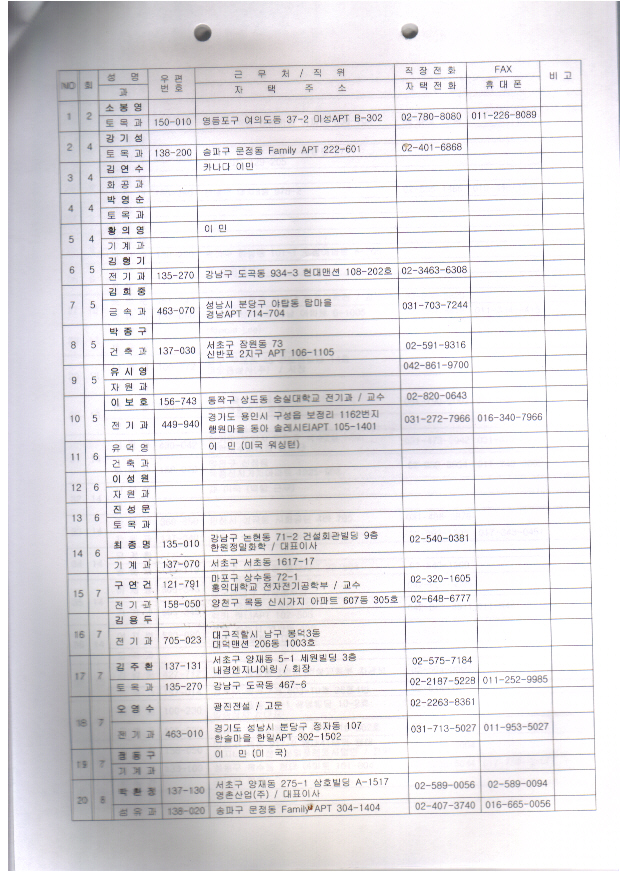 NO 회 성 명 우편번호 근 무 처 / 직 위 직 장 전 화 FAX 비 고
과 자 택 주 소 자 택 전 화 휴 대 폰
1 2 소 봉 영
토 목 과 150-010 영등포구 여의도동 37-2 미성APT B-302 02-780-8080 011-226-8089
2 4 강 기 성
토 목 과 138-200 송파구 문정동 Family APT 222-601 02-401-6868
3 4 김 연 수 카나다 이민
화 공 과
4 4 박 영 순
토 목 과
5 4 황 의 영 이 민
기 계 과
6 5 김 형 기
전 기 과 135-270 강남구 도곡동 934-3 현대맨션 108-202호 02-3463-6308
7 5 김 희 중
금 속 과 463-070 성남시 분당구 야탑동 탑마을
경남APT 714-704 031-703-7244
8 5 박 종 구
건 축 과 137-030 서초구 잠원동 73
신반포 2지구 APT 106-1105 02-591-9316
9 5 유 시 영 042-861-9700
자 원 과
10 5 이 보 호 156-743 동작구 상도동 숭실대학교 전기과 / 교수 02-820-0643
전 기 과 449-940 경기도 용인시 구성읍 보정리 1162번지
행원마을 동아 솔레시티APT 105-1401 031-272-7966 016-340-7966
11 6 유 덕 명 이 민 (미국 워싱턴)
건 축 과
12 6 이 성 원
자 원 과
13 6 진 성 문
토 목 과
14 6 최 종 명 135-010 강남구 논현동 71-2 건설회관빌딩 9층
한원정밀화학 / 대표이사 02-540-0381
기 계 과 137-070 서초구 서초동 1617-17
15 7 구 연 건 121-791 마포구 상수동 72-1
홍익대학교 전자전기공학부 / 교수 02-320-1605
전 기 과 158-050 양천구 목동 신시가지 아파트 607동 305호 02-648-6777
16 7 김 용 두
전 기 과 705-023 대구직할시 남구 봉덕3동
대덕맨션 206동 1003호
17 7 김 주 환 137-131 서초구 양재동 5-1 세원빌딩 3층
내경엔지니어링 / 회장 02-575-7184
토 목 과 135-270 강남구 도곡동 467-6 02-2187-5228 011-252-9985
18 7 오 영 수 광진전설 / 고문 02-2263-8361
전 기 과 463-010 경기도 성남시 분당구 정자동 107
한솔마을 한일APT 302-1502 031-713-5027 011-953-5027
19 7 정 동 구 이 민 (미 국)
기 계 과
20 8 박 환 정 137-130 서초구 양재동 275-1 삼호빌딩 A-1517
영촌산업(주) / 대표이사 02-589-0056 02-589-0094
섬 유 과 138-020 송파구 문정동 Family APT 304-1404 02-407-3740 016-665-0056